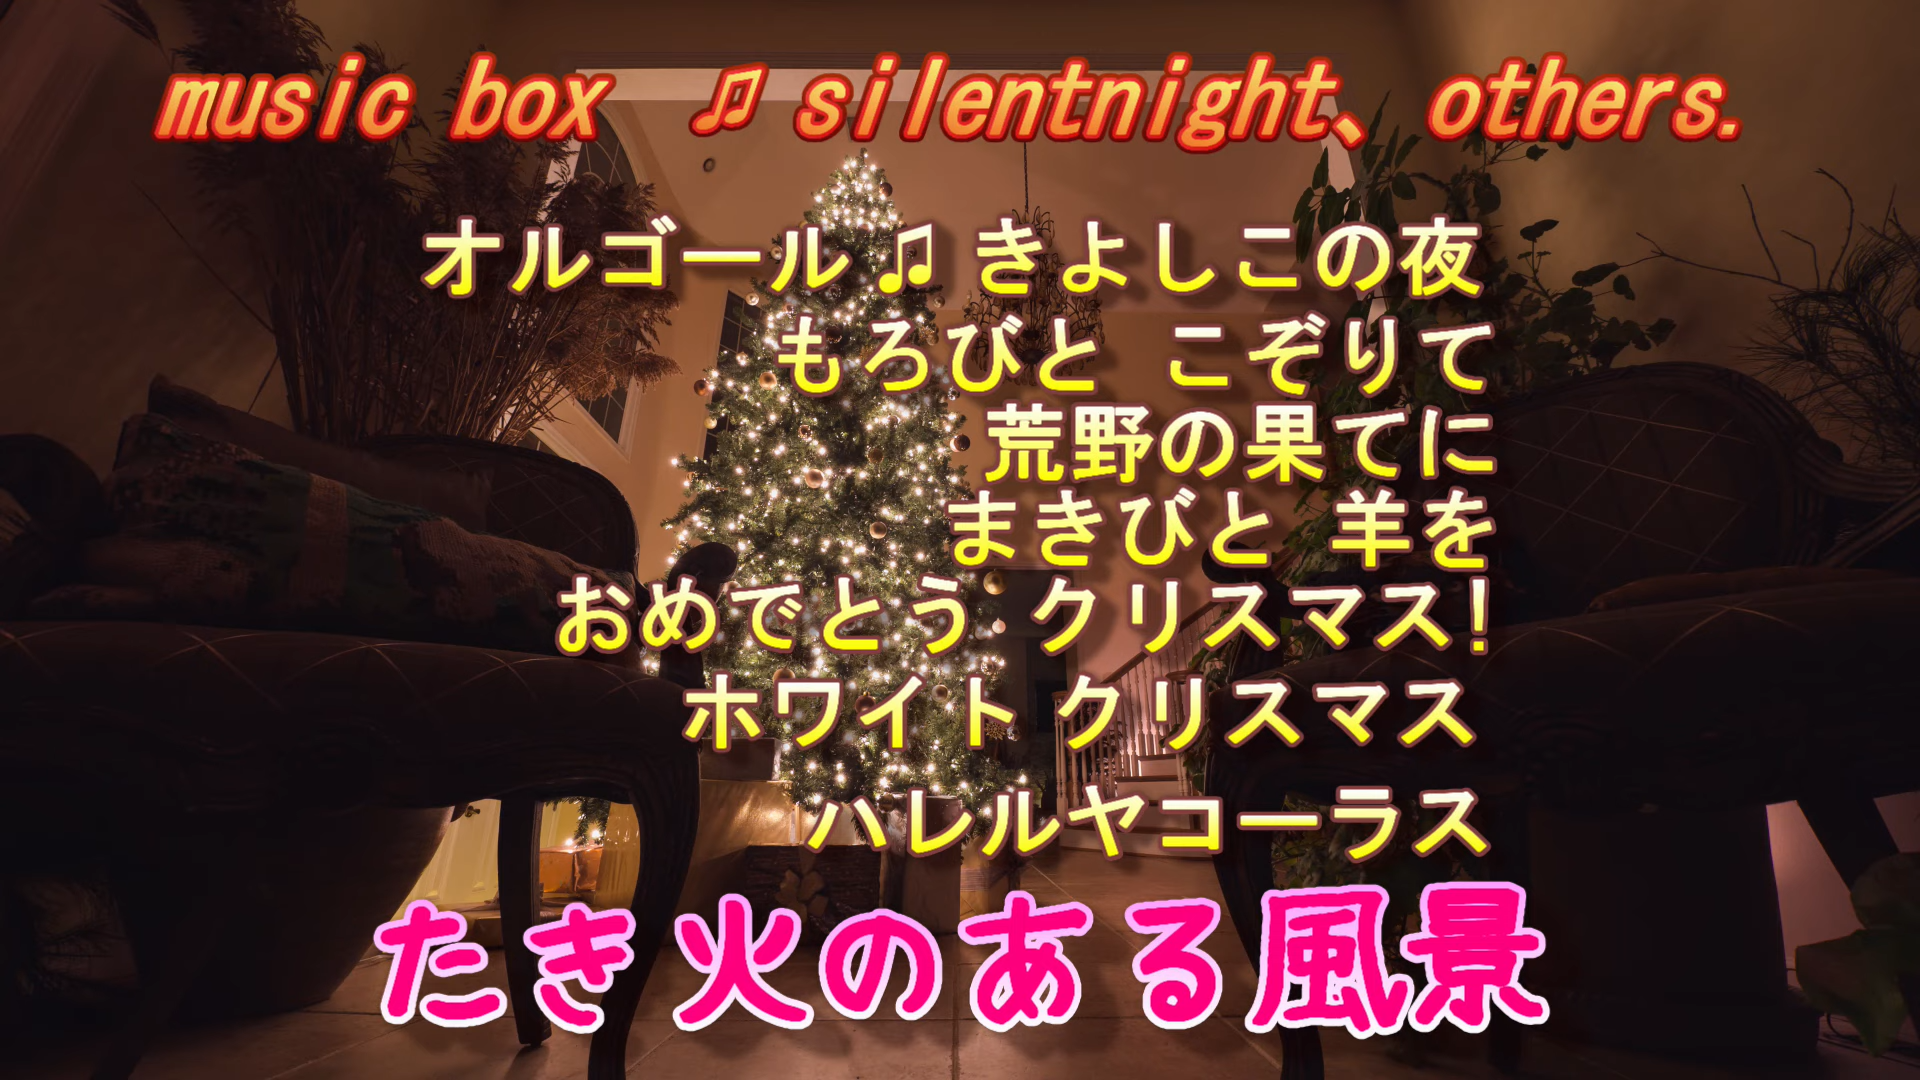 music box ♫ silentnight、others.
オルゴール♫ きよしこの夜
もろびと こぞりて
荒野の果てに
まきびと 羊を
おめでとう クリスマス!
ホワイト クリスマス
ハレルヤコーラス
たき火のある風景